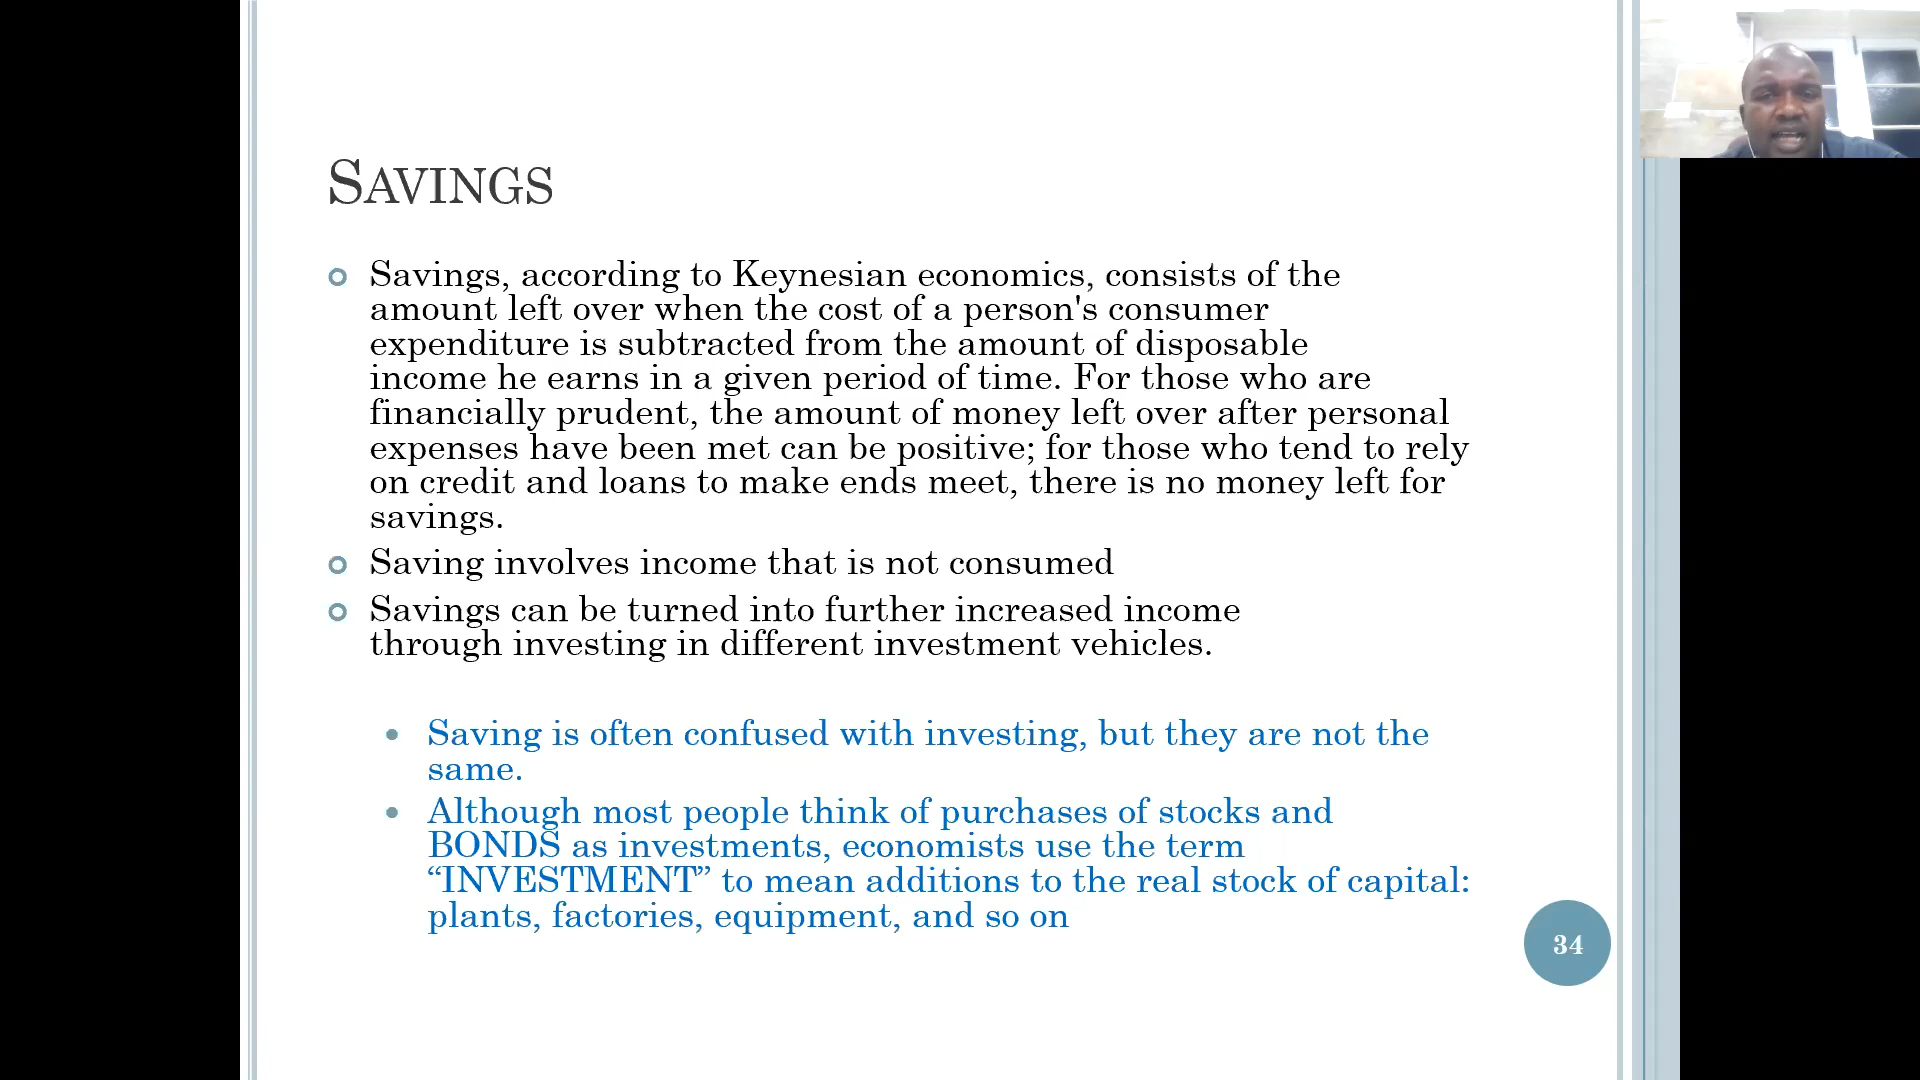 SAVINGS
Savings, according to Keynesian economics, consists of the
amount left over when the cost of a person's consumer
expenditure is subtracted from the amount of disposable
income he earns in a given period of time. For those who are
financially prudent, the amount of money left over after personal
expenses have been met can be positive; for those who tend to rely
on credit and loans to make ends meet, there is no money left for
savings.
Saving involves income that is not consumed
Savings can be turned into further increased income
through investing in different investment vehicles.
Saving is often confused with investing, but they are not the
same.
Although most people think of purchases of stocks and
BONDS as investments, economists use the term
“INVESTMENT” to mean additions to the real stock of capital:
plants, factories, equipment, and so on
34